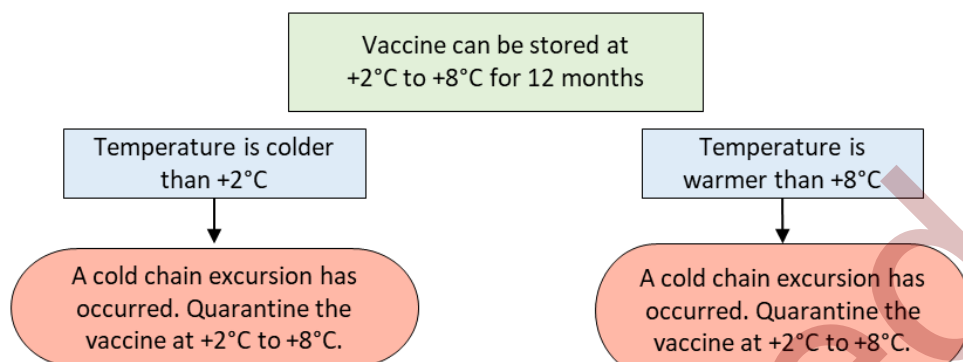 Vaccine can be stored at
+2°C to +8°C for 12 months
Temperature is colder
than +2°C
Temperature is
warmer than +8°C
A cold chain excursion has
occurred. Quarantine the
vaccine at +2°C to +8°C.
A cold chain excursion has
occurred. Quarantine the
vaccine at +2°C to +8°C.